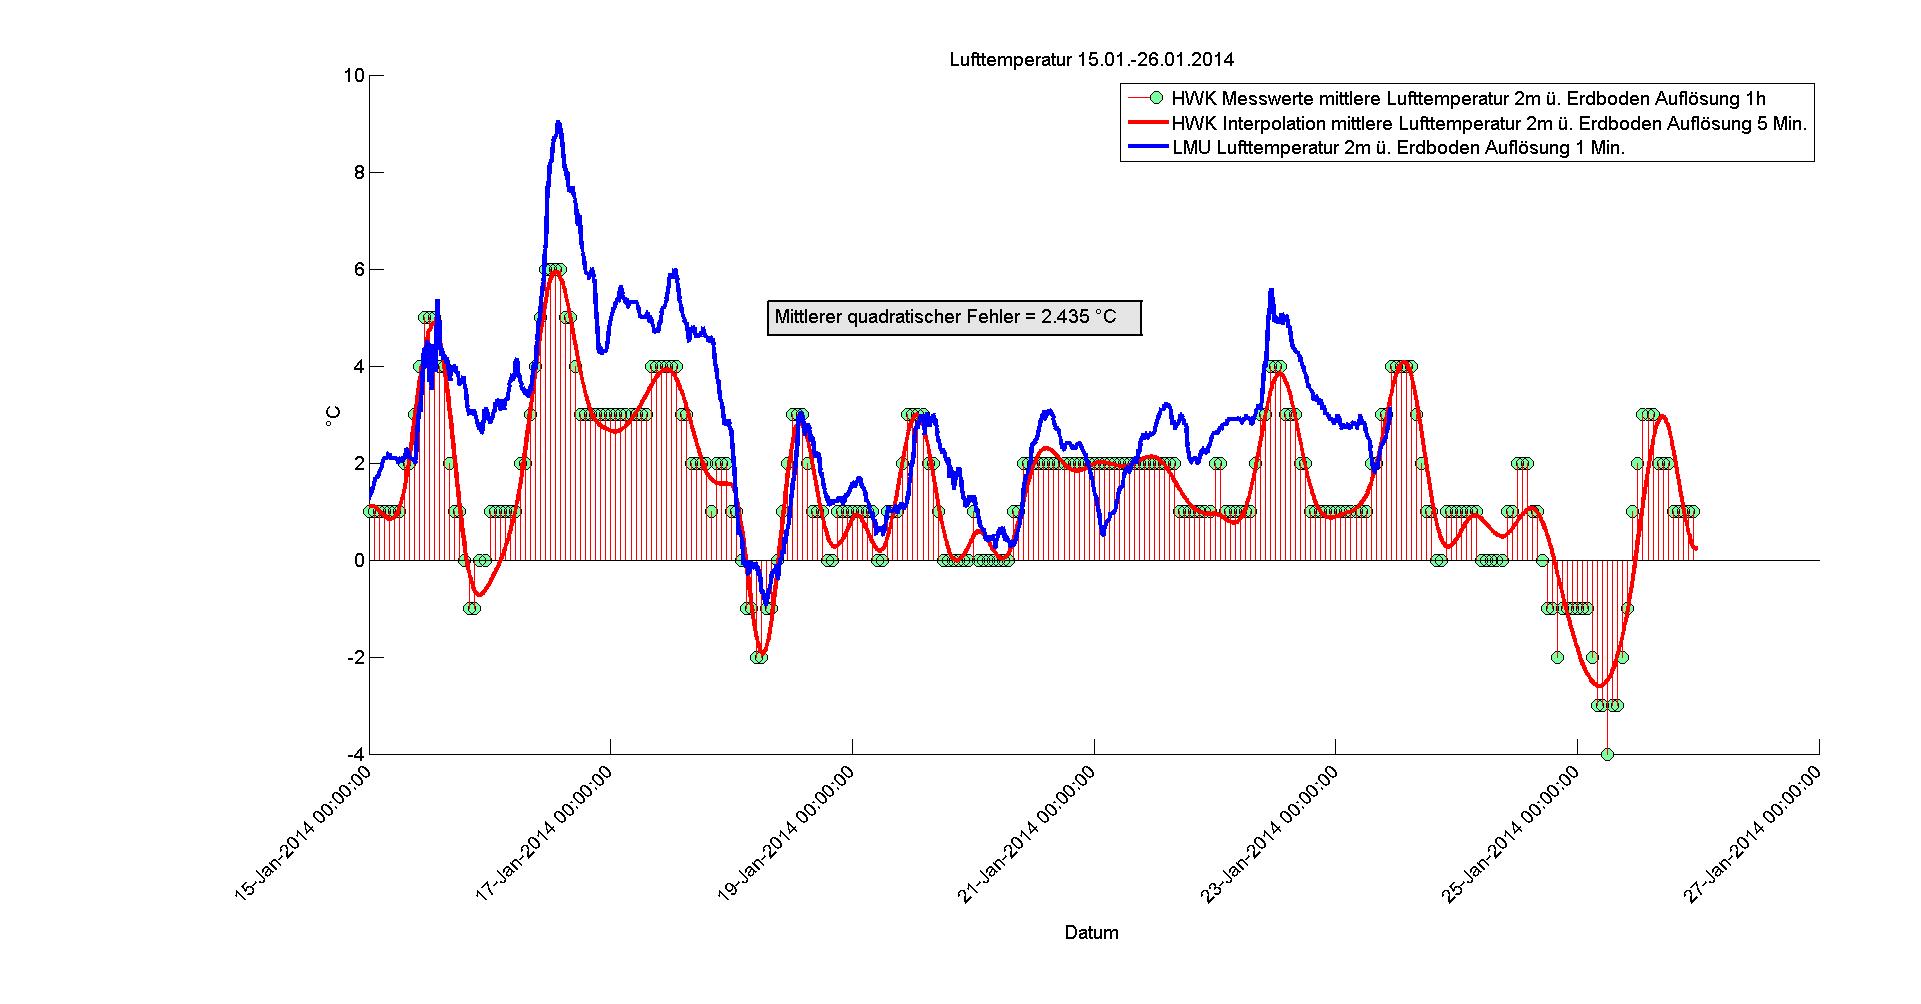 Lufttemperatur 15.01.-26.01.2014
HWK Messwerte mittlere Lufttemperatur 2m ü. Erdboden Auflösung 1h
HWK Interpolation mittlere Lufttemperatur 2m ü. Erdboden Auflösung 5 Min.
LMU Lufttemperatur 2m ü. Erdboden Auflösung 1 Min.
Mittlerer quadratischer Fehler = 2.435 °C
°C
10
8
6
4
2
0
-2
-4
15-Jan-2014 00:00:00
17-Jan-2014 00:00:00
19-Jan-2014 00:00:00
21-Jan-2014 00:00:00
23-Jan-2014 00:00:00
25-Jan-2014 00:00:00
27-Jan-2014 00:00:00
Datum